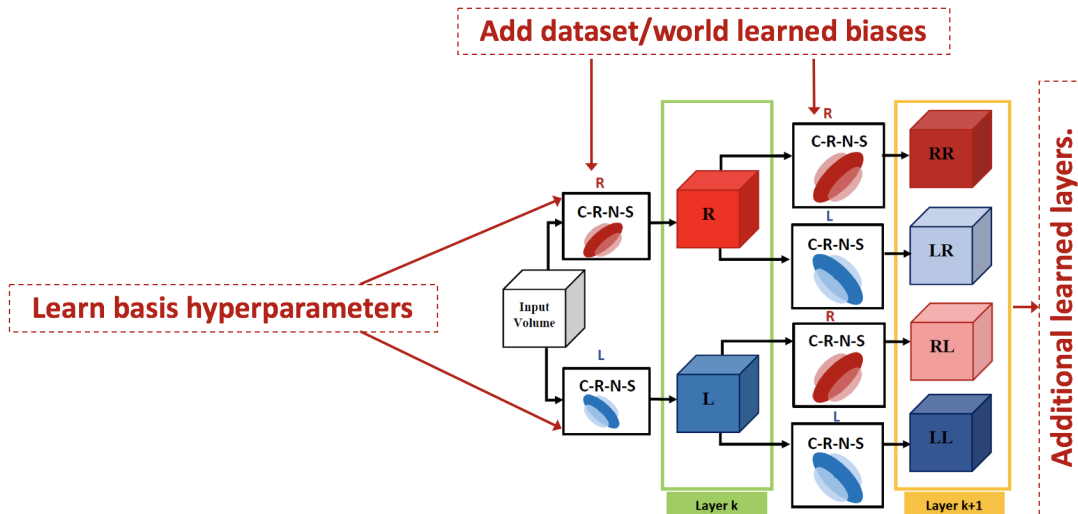 Add dataset/world learned biases
Learn basis hyperparameters
Input
Volume
R
C-R-N-S
L
C-R-N-S
R
L
R
C-R-N-S
L
C-R-N-S
R
C-R-N-S
L
C-R-N-S
RR
LR
RL
LL
Layer k
Layer k+1
Additional learned layers.